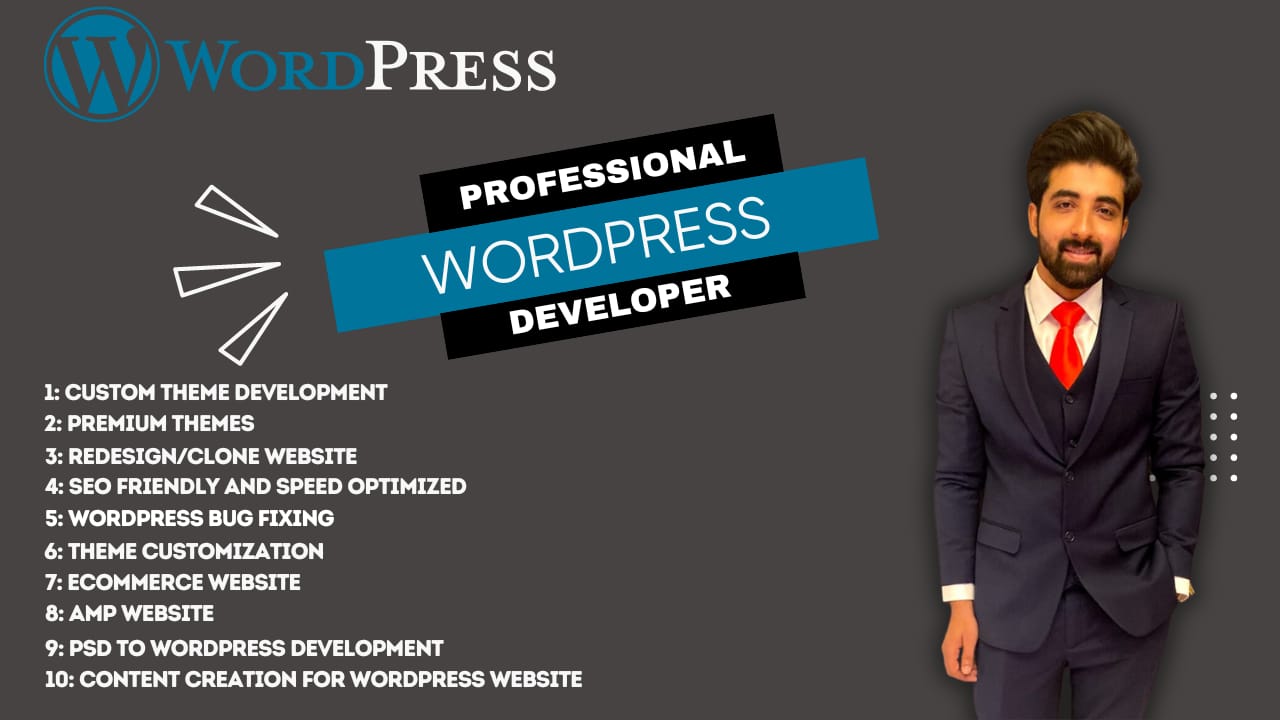 WORDPRESS
PROFESSIONAL
WORDPRESS
DEVELOPER
1: CUSTOM THEME DEVELOPMENT
2: PREMIUM THEMES
3: REDESIGN/CLONE WEBSITE
4: SEO FRIENDLY AND SPEED OPTIMIZED
5: WORDPRESS BUG FIXING
6: THEME CUSTOMIZATION
7: ECOMMERCE WEBSITE
8: AMP WEBSITE
9: PSD TO WORDPRESS DEVELOPMENT
10: CONTENT CREATION FOR WORDPRESS WEBSITE